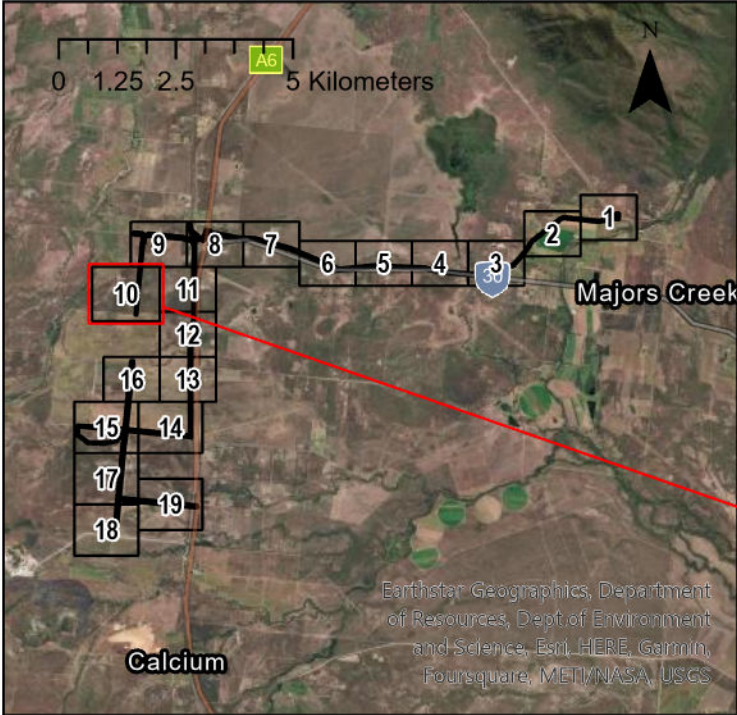 N
A6
0 1.25 2.5 5 Kilometers
1
2
9 8 7 6 5 4 3
30
10 11
Majors Creek
12
16 13
15 14
17
19
18
Earthstar Geographics, Department
of Resources, Dept.of Environment
and Science, Esri, HERE, Garmin,
Foursquare, METI/NASA, USGS
Calcium